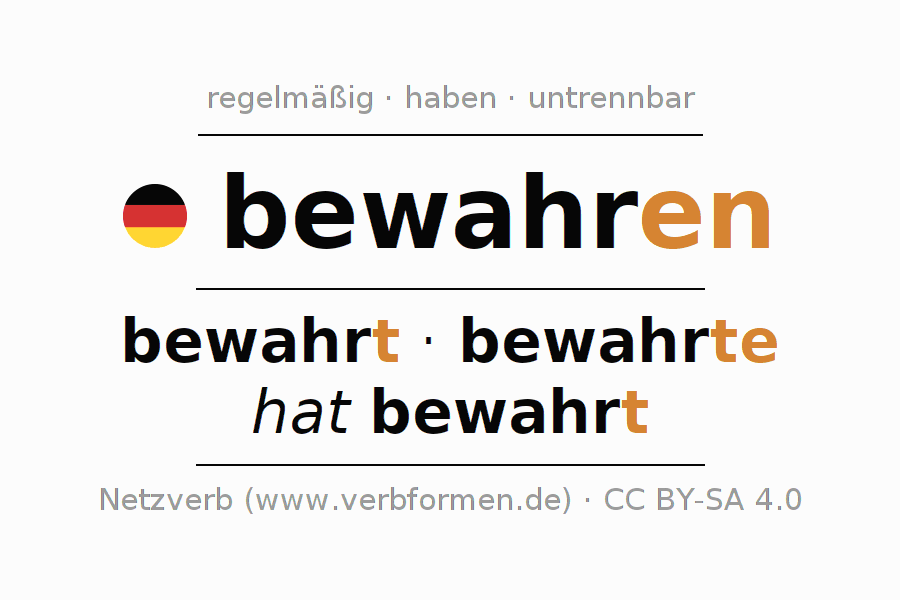 regelmäßig · haben · untrennbar
bewahren
bewahrt · bewahrte
hat bewahrt
Netzverb (www.verbformen.de) · CC BY-SA 4.0